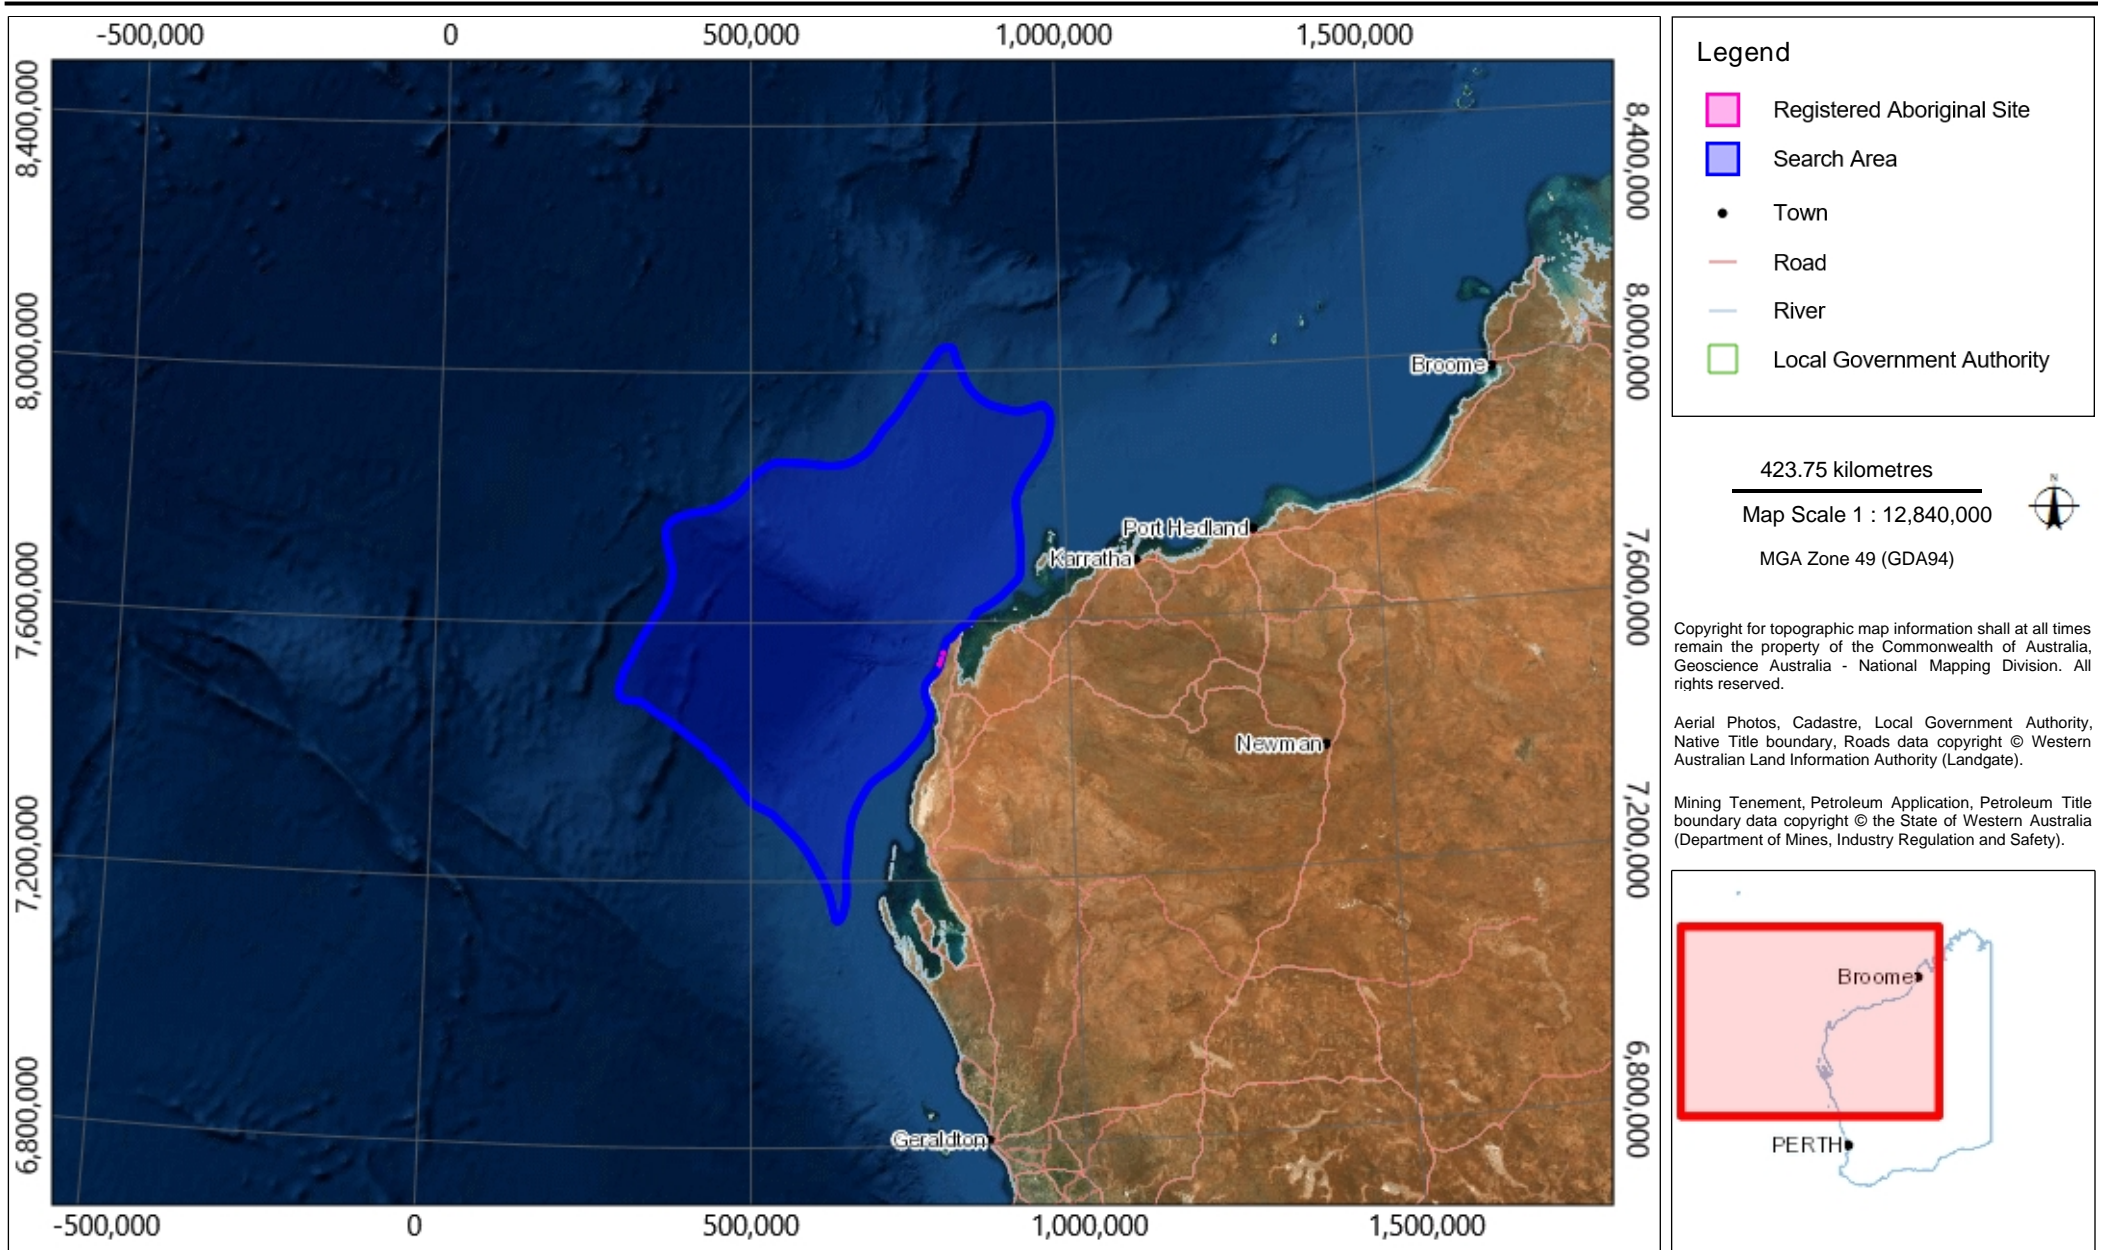 -500,000 0 500,000 1,000,000 1,500,000
8,400,000
8,000,000
7,600,000
7,200,000
6,800,000
Broome
Port Hedland
Karratha
Newman
Geraldton
8,400,000
8,000,000
7,600,000
7,200,000
6,800,000
-500,000 0 500,000 1,000,000 1,500,000
Legend
Registered Aboriginal Site
Search Area
Town
Road
River
Local Government Authority
423.75 kilometres
Map Scale 1 : 12,840,000
MGA Zone 49 (GDA94)
N
Copyright for topographic map information shall at all times
remain the property of the Commonwealth of Australia,
Geoscience Australia - National Mapping Division. All
rights reserved.
Aerial Photos, Cadastre, Local Government Authority,
Native Title boundary, Roads data copyright © Western
Australian Land Information Authority (Landgate).
Mining Tenement, Petroleum Application, Petroleum Title
boundary data copyright © the State of Western Australia
(Department of Mines, Industry Regulation and Safety).
Broome
PERTH